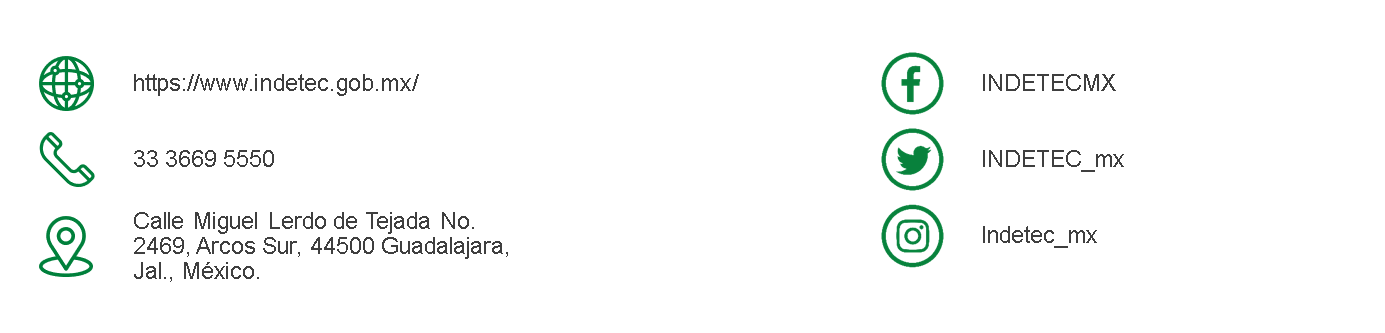 https://www.indetec.gob.mx/
33 3669 5550
Calle Miguel Lerdo de Tejada No.
2469, Arcos Sur, 44500 Guadalajara,
Jal., México.
INDETECMX
INDETEC_mx
Indetec_mx